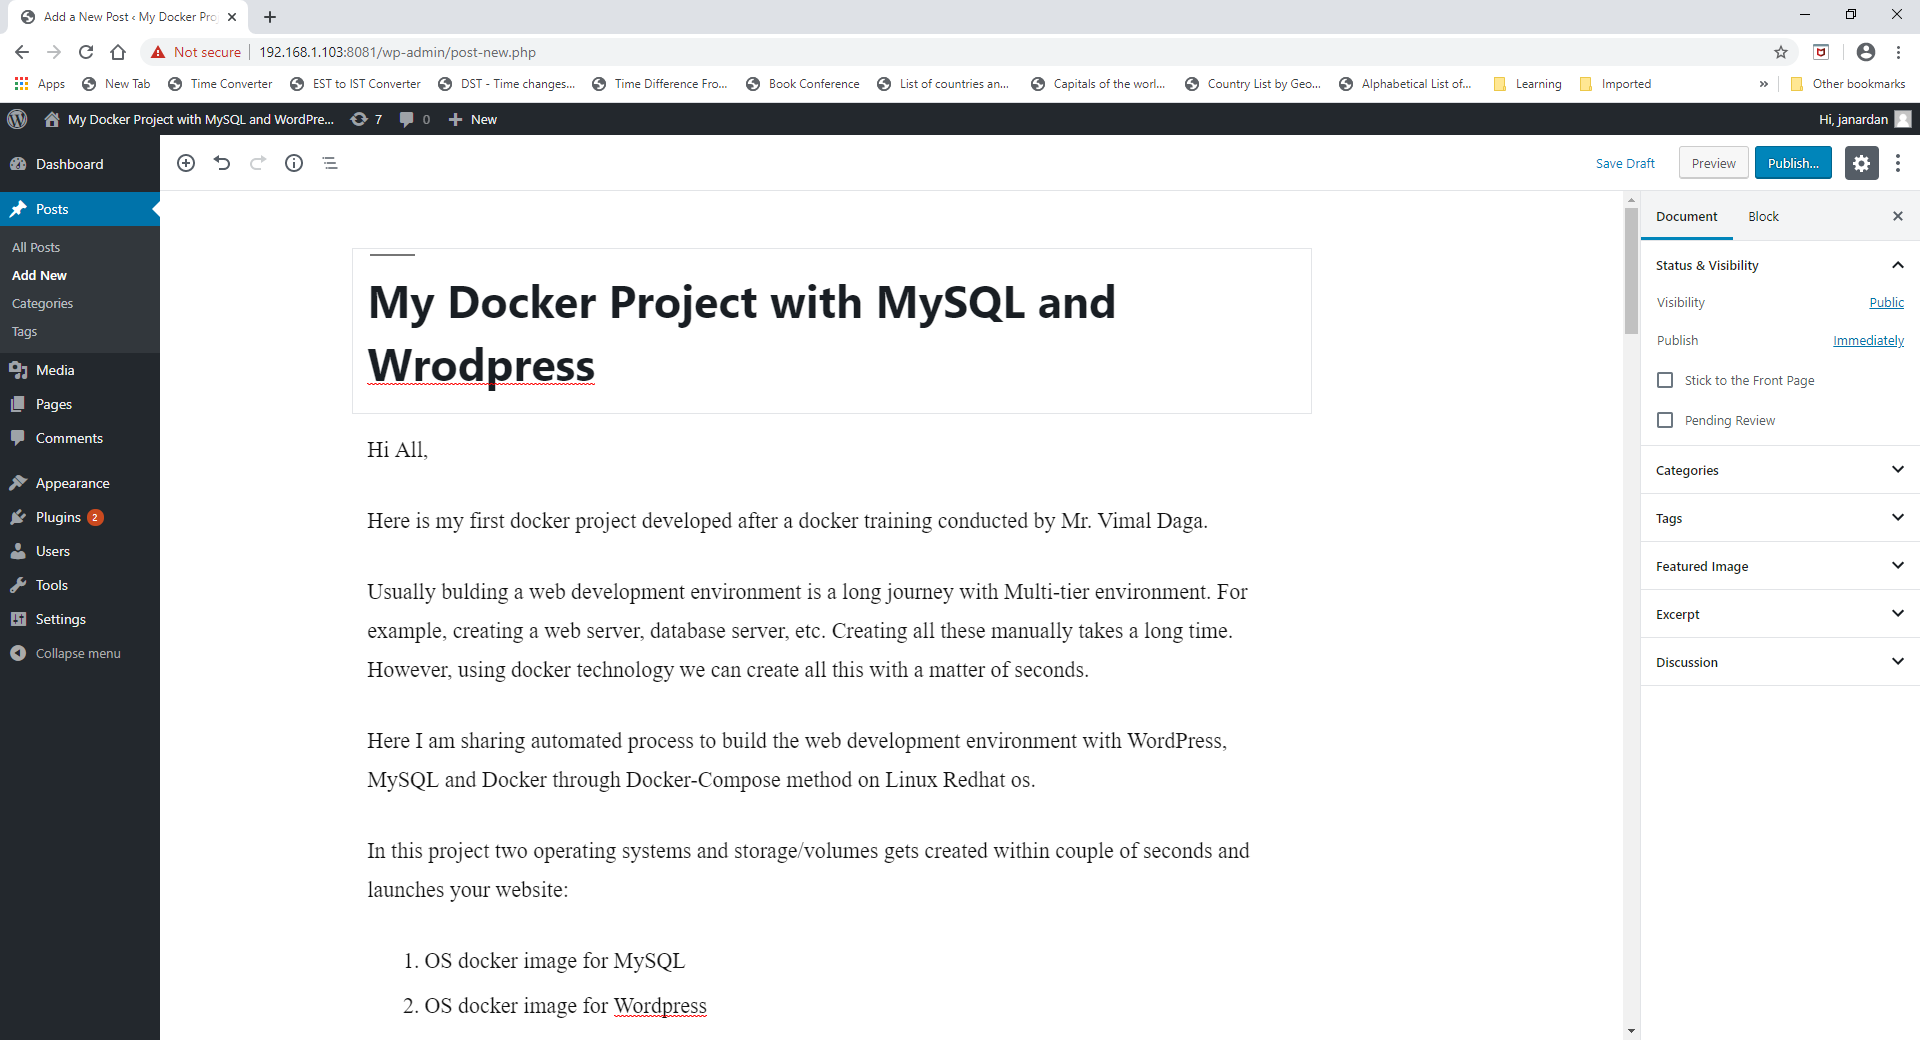 Add a New Post ‹ My Docker Pro
Not secure
192.168.1.103:8081/wp-admin/post-new.php
Apps
New Tab
Time Converter
EST to IST Converter
DST - Time changes...
Time Difference Fro...
Book Conference
List of countries an...
Capitals of the worl...
Country List by Geo...
Alphabetical List of...
Learning
Imported
»
Other bookmarks
My Docker Project with MySQL and WordPre...
7
0
New
Hi, janardan
Dashboard
Posts
All Posts
Add New
Categories
Tags
Media
Pages
Comments
Appearance
Plugins 2
Users
Tools
Settings
Collapse menu
Save Draft
Preview
Publish...
My Docker Project with MySQL and
Wrodpress
Hi All,
Here is my first docker project developed after a docker training conducted by Mr. Vimal Daga.
Usually bulding a web development environment is a long journey with Multi-tier environment. For
example, creating a web server, database server, etc. Creating all these manually takes a long time.
However, using docker technology we can create all this with a matter of seconds.
Here I am sharing automated process to build the web development environment with WordPress,
MySQL and Docker through Docker-Compose method on Linux Redhat os.
In this project two operating systems and storage/volumes gets created within couple of seconds and
launches your website:
1. OS docker image for MySQL
2. OS docker image for Wordpress
Document
Block
Status & Visibility
Visibility
Public
Publish
Immediately
Stick to the Front Page
Pending Review
Categories
Tags
Featured Image
Excerpt
Discussion